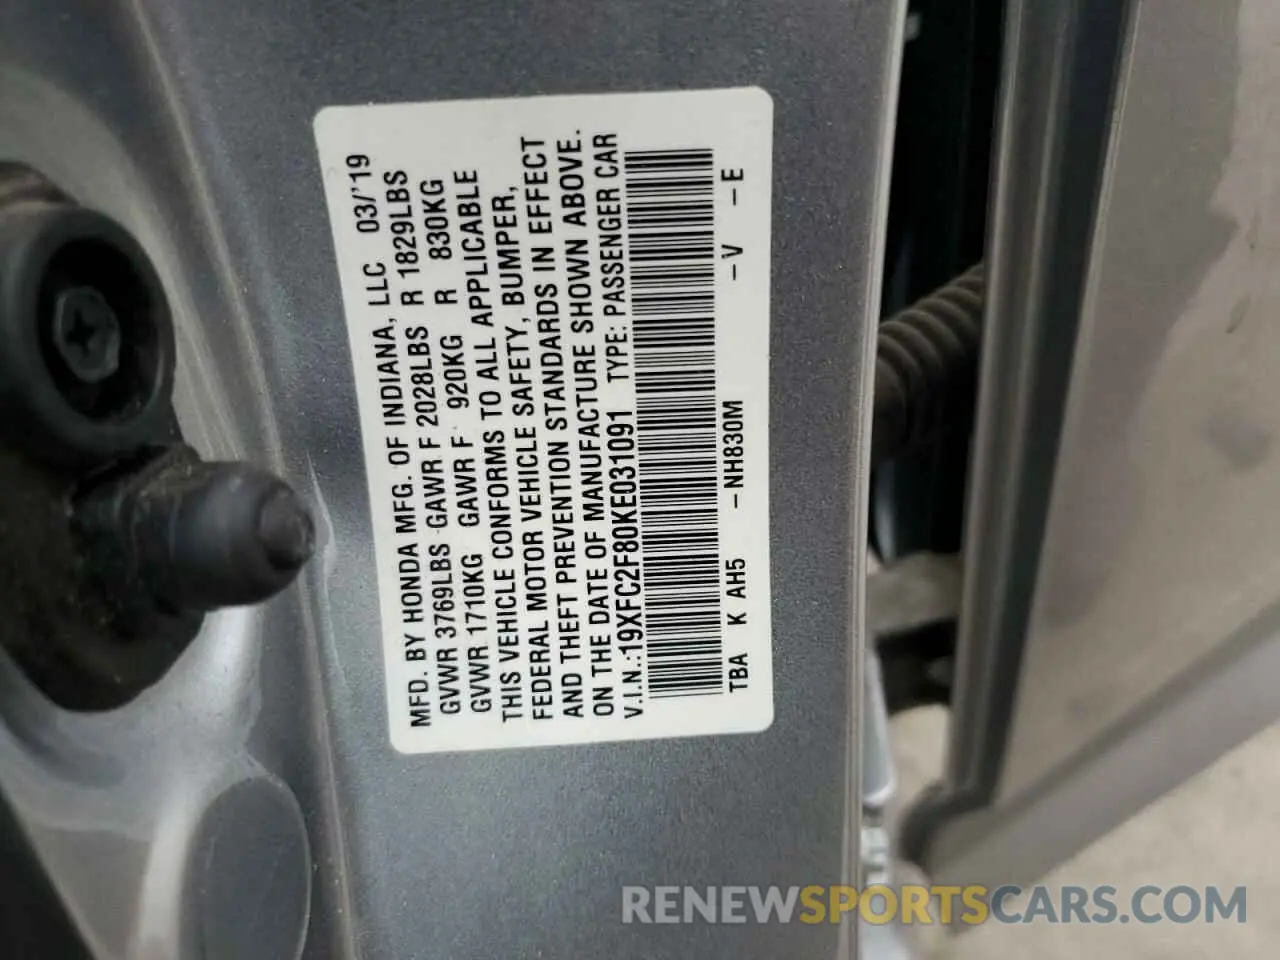 MFD. BY HONDA MFG. OF INDIANA, LLC 03/'19
GVWR 3769LBS GAWR F 2028LBS R 1829LBS
GVWR 1710KG GAWR F 920KG R 830KG
THIS VEHICLE CONFORMS TO ALL APPLICABLE
FEDERAL MOTOR VEHICLE SAFETY, BUMPER,
AND THEFT PREVENTION STANDARDS IN EFFECT
ON THE DATE OF MANUFACTURE SHOWN ABOVE.
V.I.N.:19XFC2F80KE031091 TYPE: PASSENGER CAR
TBA K AH5 -NH830M -V -E
RENEWSPORTSCARS.COM